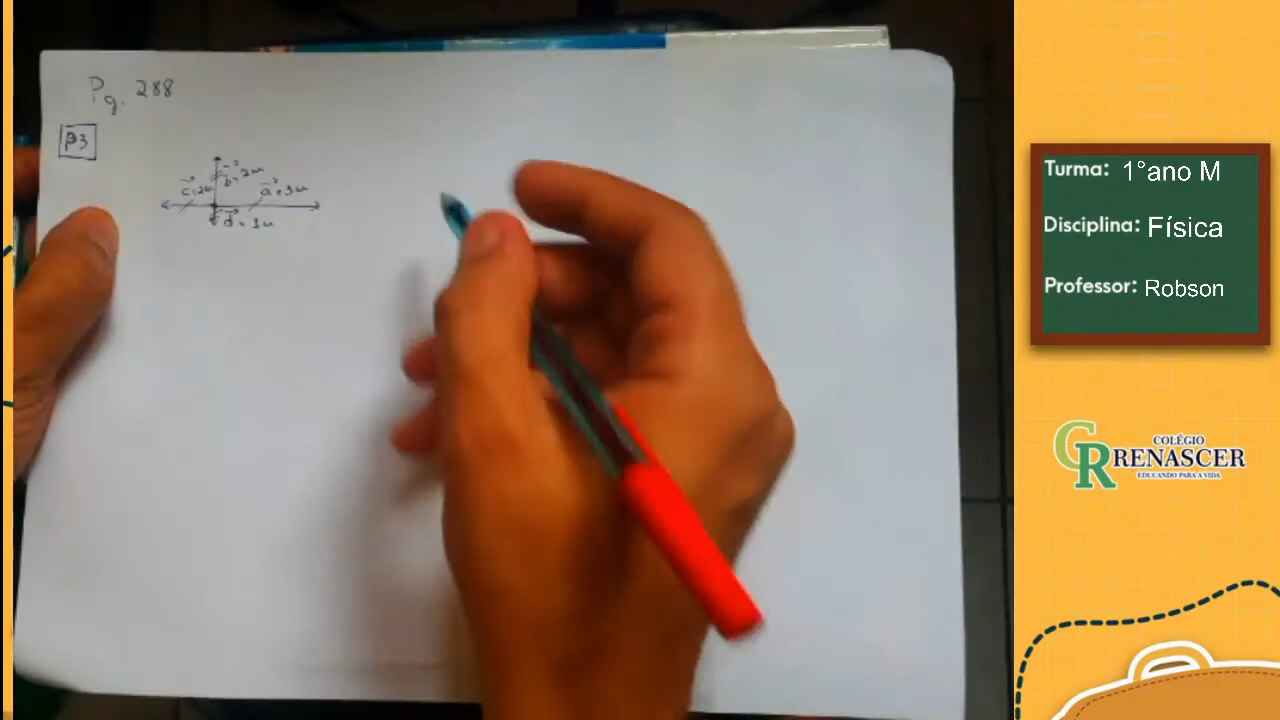 Pg. 288
P3
b = 2u
c = 2u
a = 3u
d = 1u
Turma: 1°ano M
Disciplina: Física
Professor: Robson
CR
COLÉGIO
RENASCER
EDUCANDO PARA A VIDA